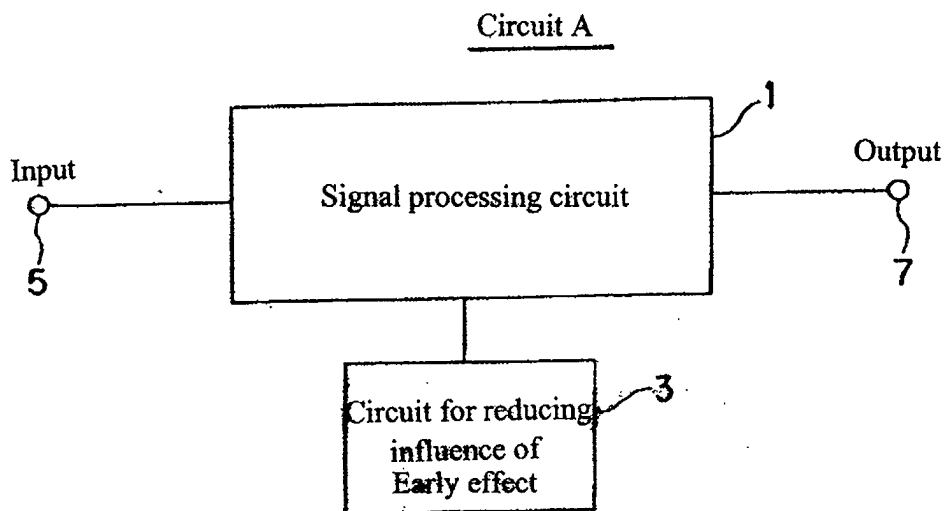 Circuit A
1
Input
Output
Signal processing circuit
5
7
3
Circuit for reducing
influence of
Early effect